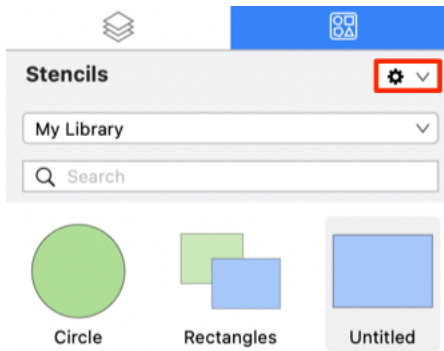 Stencils
My Library
Search
Circle
Rectangles
Untitled